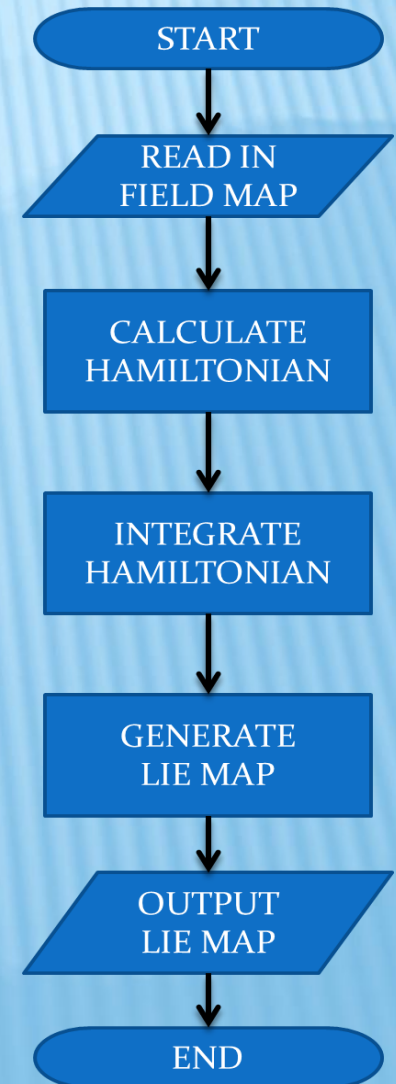 START
READ IN
FIELD MAP
CALCULATE
HAMILTONIAN
INTEGRATE
HAMILTONIAN
GENERATE
LIE MAP
OUTPUT
LIE MAP
END